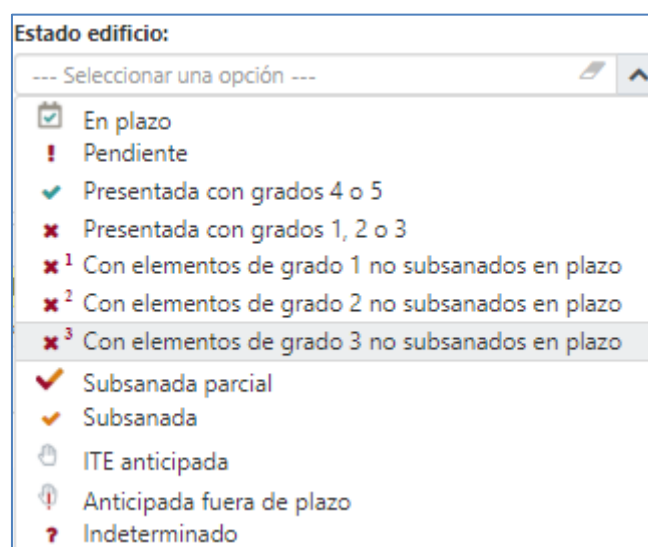 Estado edificio:
--- Seleccionar una opción ---
En plazo
! Pendiente
Presentada con grados 4 o 5
Presentada con grados 1, 2 o 3
1 Con elementos de grado 1 no subsanados en plazo
2 Con elementos de grado 2 no subsanados en plazo
3 Con elementos de grado 3 no subsanados en plazo
Subsanada parcial
Subsanada
ITE anticipada
Anticipada fuera de plazo
? Indeterminado